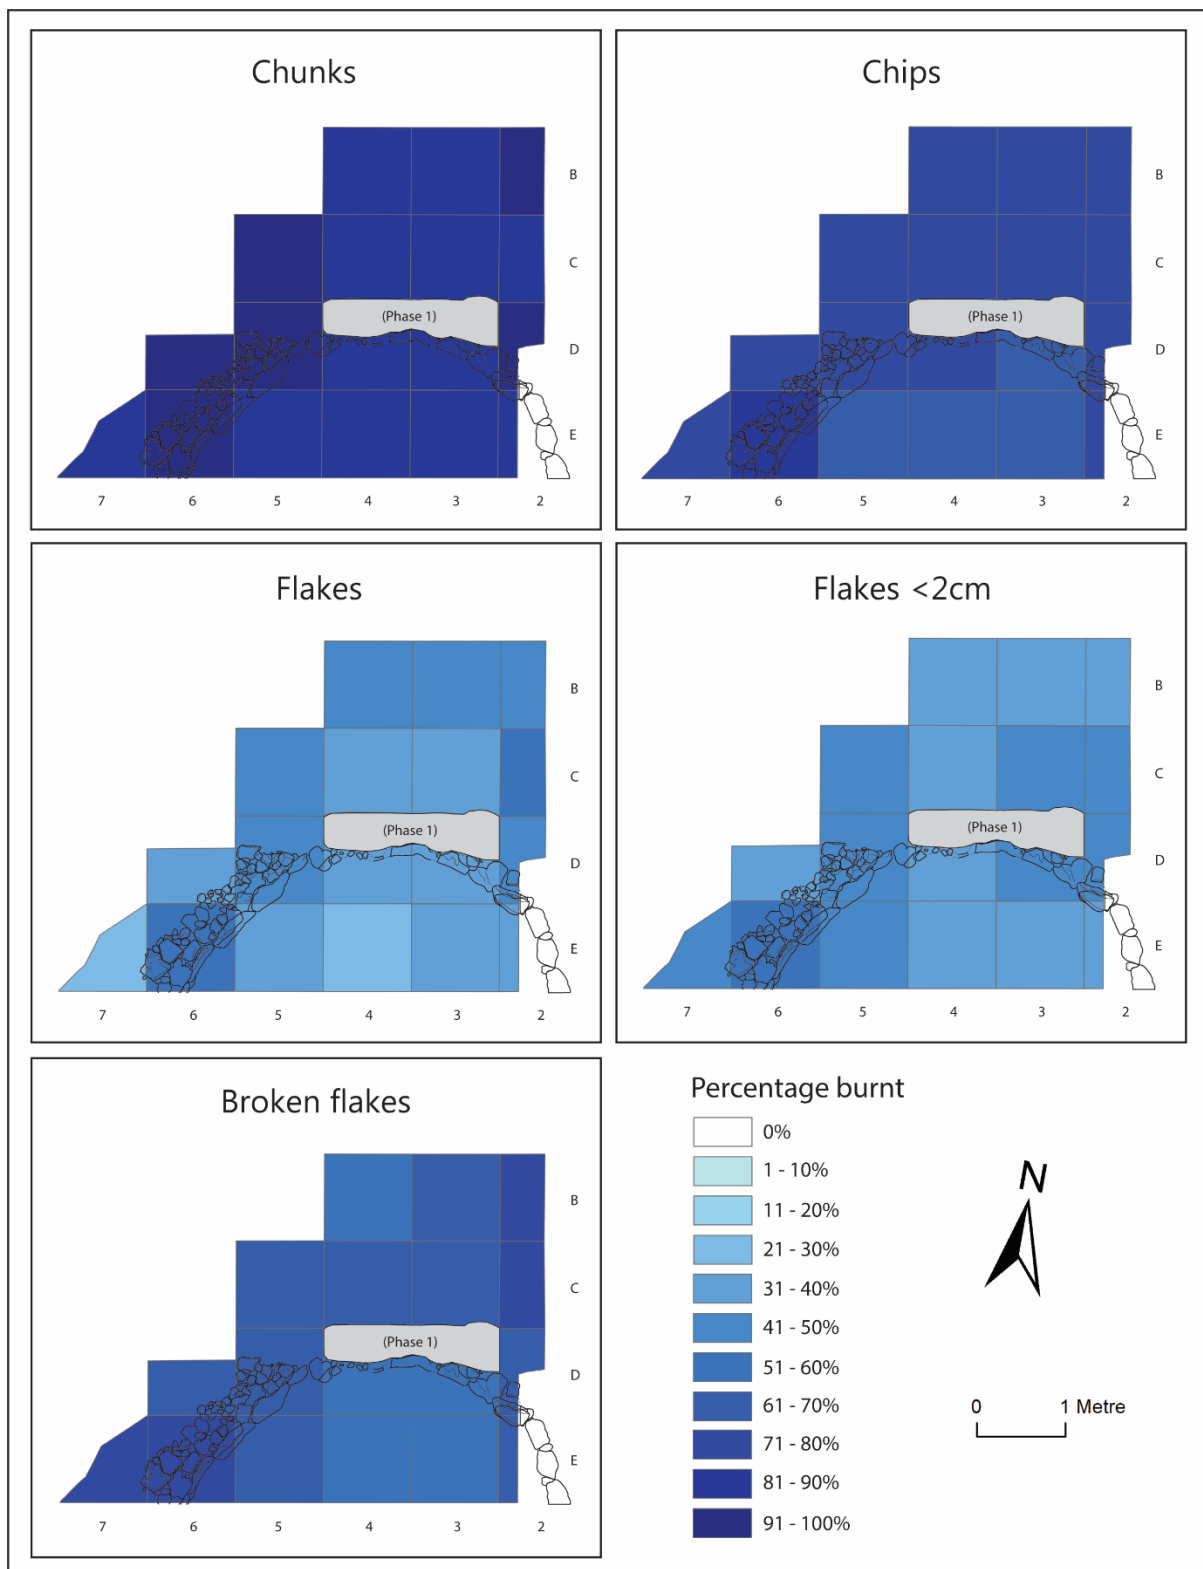 Chunks
B
C
(Phase 1)
D
E
7 6 5 4 3 2
Chips
B
C
(Phase 1)
D
E
7 6 5 4 3 2
Flakes
B
C
(Phase 1)
D
E
7 6 5 4 3 2
Flakes <2cm
B
C
(Phase 1)
D
E
7 6 5 4 3 2
Broken flakes
B
C
(Phase 1)
D
E
7 6 5 4 3 2
Percentage burnt
0%
1 - 10%
11 - 20%
21 - 30%
31 - 40%
41 - 50%
51 - 60%
61 - 70%
71 - 80%
81 - 90%
91 - 100%
N
0 1 Metre